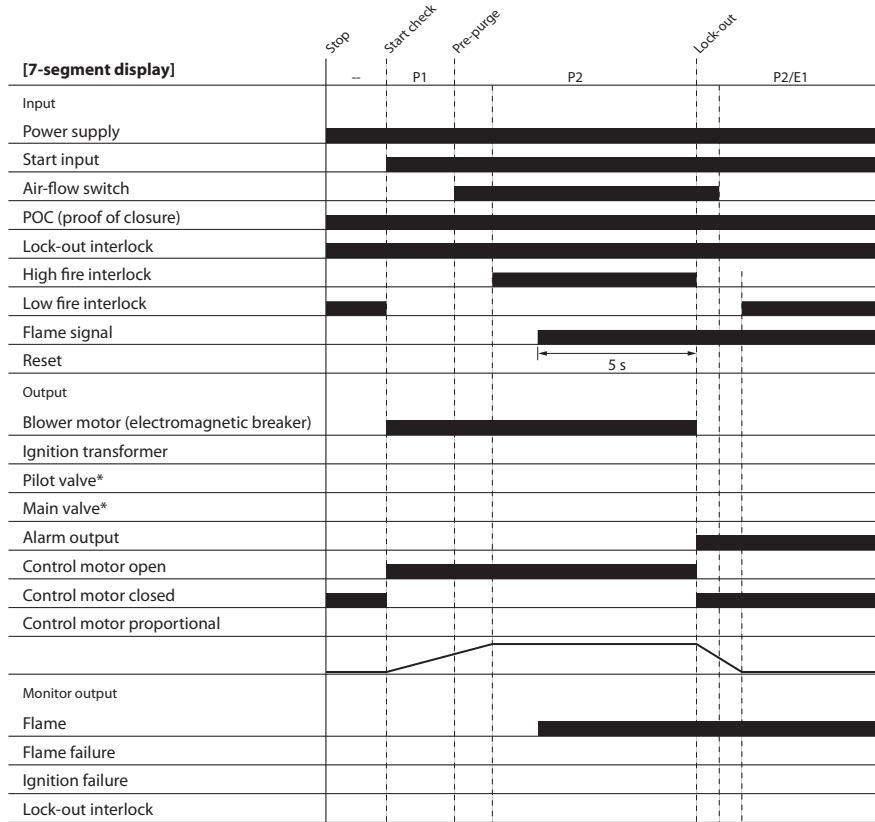 Stop
Start check
Pre-purge
Lock-out
[7-segment display]
-- P1 P2 P2/E1
Input
Power supply
Start input
Air-flow switch
POC (proof of closure)
Lock-out interlock
High fire interlock
Low fire interlock
Flame signal
Reset
5 s
Output
Blower motor (electromagnetic breaker)
Ignition transformer
Pilot valve*
Main valve*
Alarm output
Control motor open
Control motor closed
Control motor proportional
Monitor output
Flame
Flame failure
Ignition failure
Lock-out interlock